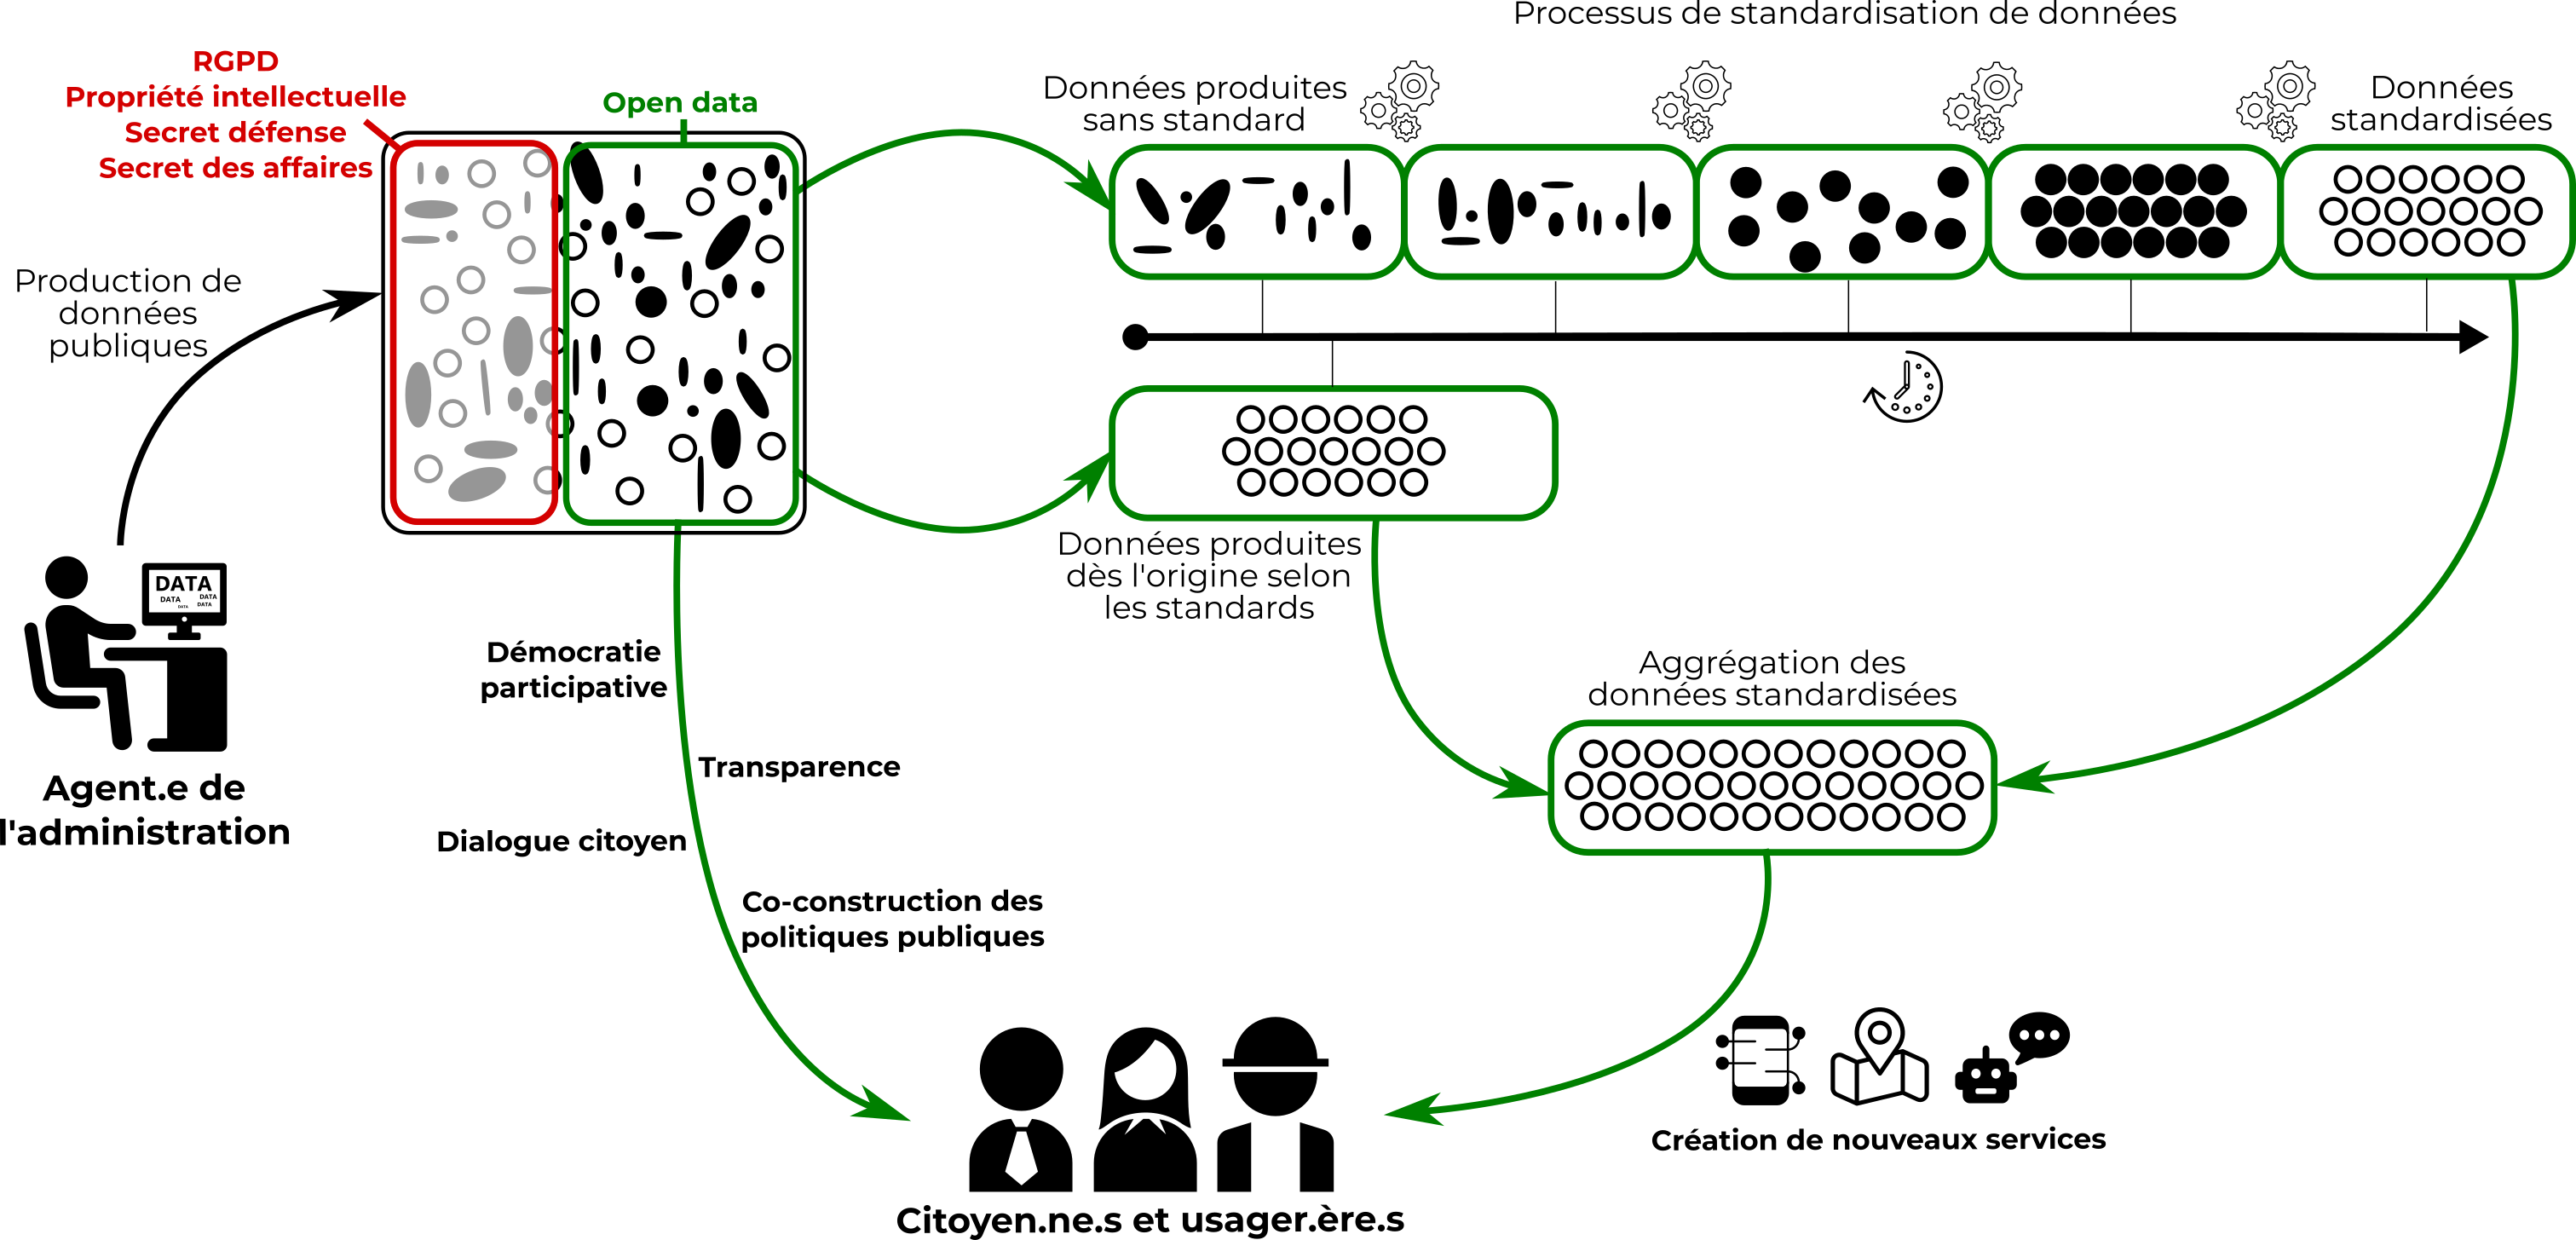 Processus de standardisation de données
RGPD
Propriété intellectuelle
Secret défense
Secret des affaires
Open data
Données produites
sans standard
Données
standardisées
Production de
données
publiques
DATA
DATA
DATA
DATA
DATA
Agent.e de
l'administration
Données produites
dès l'origine selon
les standards
Démocratie
participative
Transparence
Dialogue citoyen
Co-construction des
politiques publiques
Aggrégation des
données standardisées
Création de nouveaux services
Citoyen.ne.s et usager.ère.s